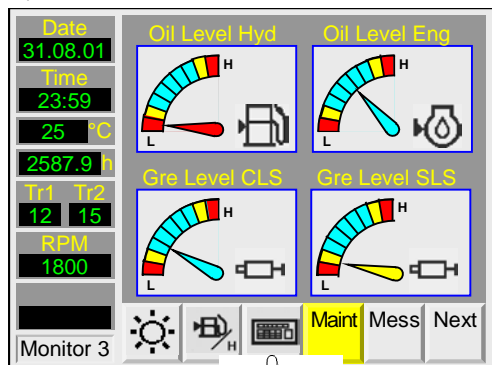 Date
31.08.01
Time
23:59
25 °C
2587.9 h
Tr1 Tr2
12 15
RPM
1800
Monitor 3
Oil Level Hyd
H
L
Oil Level Eng
H
L
Gre Level CLS
H
L
Gre Level SLS
H
L
H
Maint
Mess
Next